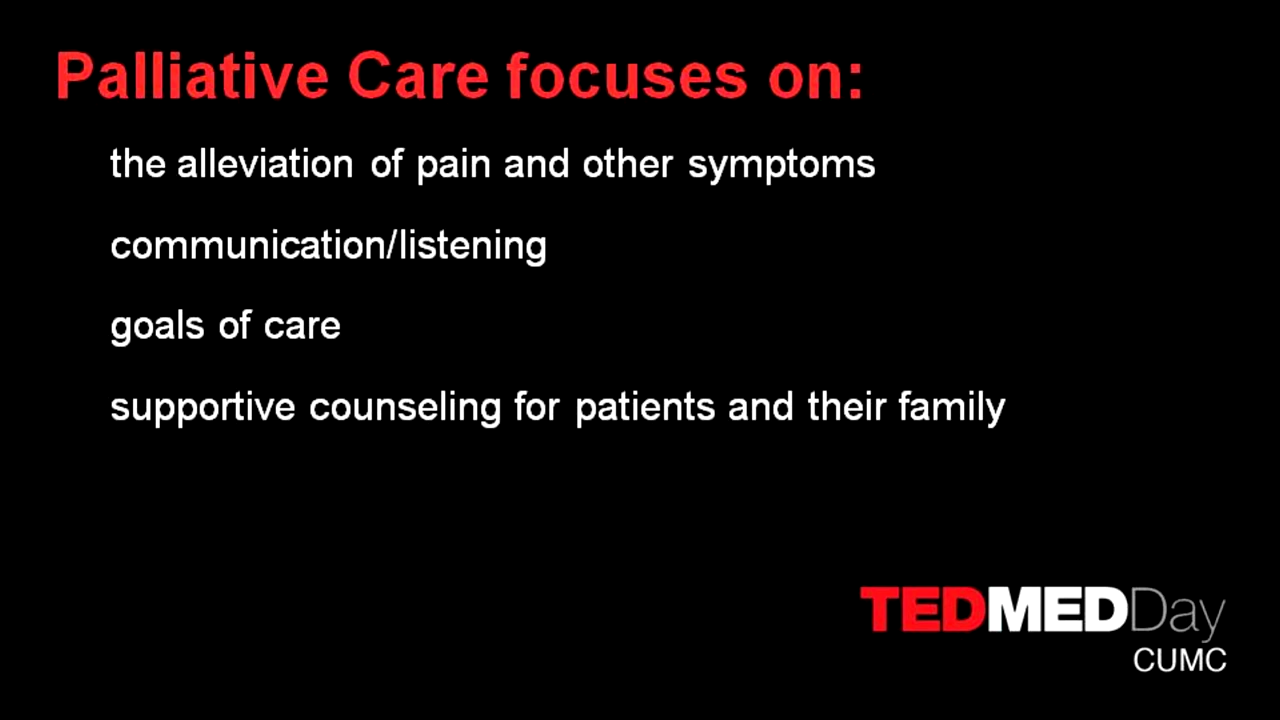 Palliative Care focuses on:
the alleviation of pain and other symptoms
communication/listening
goals of care
supportive counseling for patients and their family
TEDMEDDay
CUMC